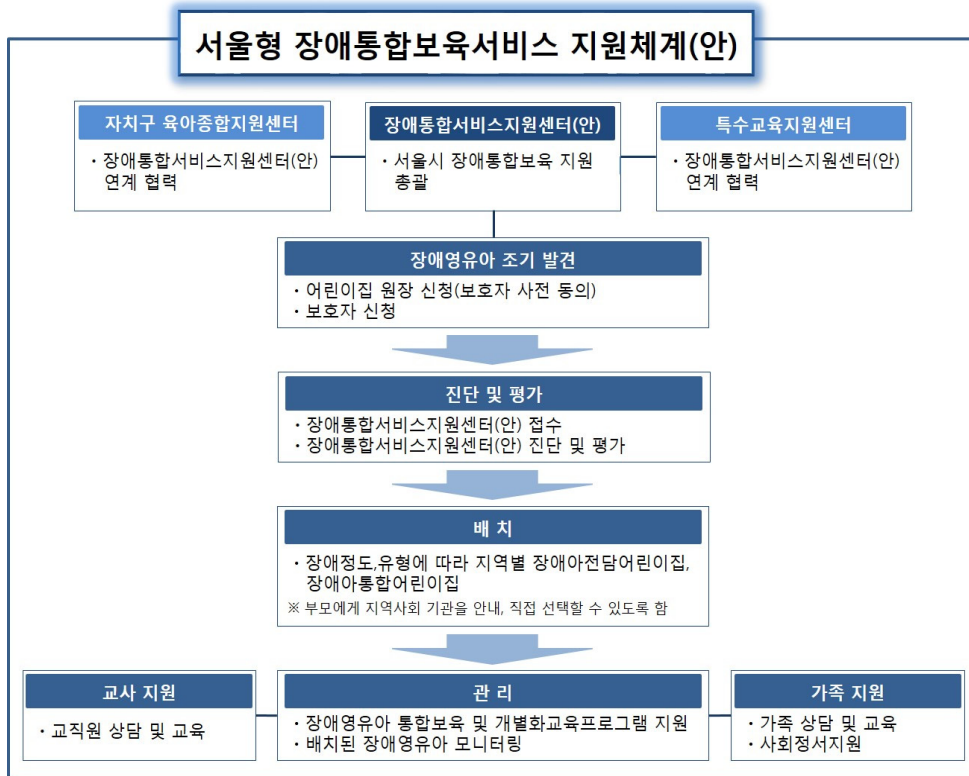 서울형 장애통합보육서비스 지원체계(안)
자치구 육아종합지원센터
・장애통합서비스지원센터(안)
연계 협력
장애통합서비스지원센터(안)
・서울시 장애통합보육 지원
총괄
특수교육지원센터
・장애통합서비스지원센터(안)
연계 협력
장애영유아 조기 발견
・어린이집 원장 신청(보호자 사전 동의)
・보호자 신청
진단 및 평가
・장애통합서비스지원센터(안) 접수
・장애통합서비스지원센터(안) 진단 및 평가
배 치
・장애정도,유형에 따라 지역별 장애아전담어린이집,
장애아통합어린이집
※ 부모에게 지역사회 기관을 안내, 직접 선택할 수 있도록 함
교사 지원
・교직원 상담 및 교육
관 리
・장애영유아 통합보육 및 개별화교육프로그램 지원
・배치된 장애영유아 모니터링
가족 지원
・가족 상담 및 교육
・사회정서지원